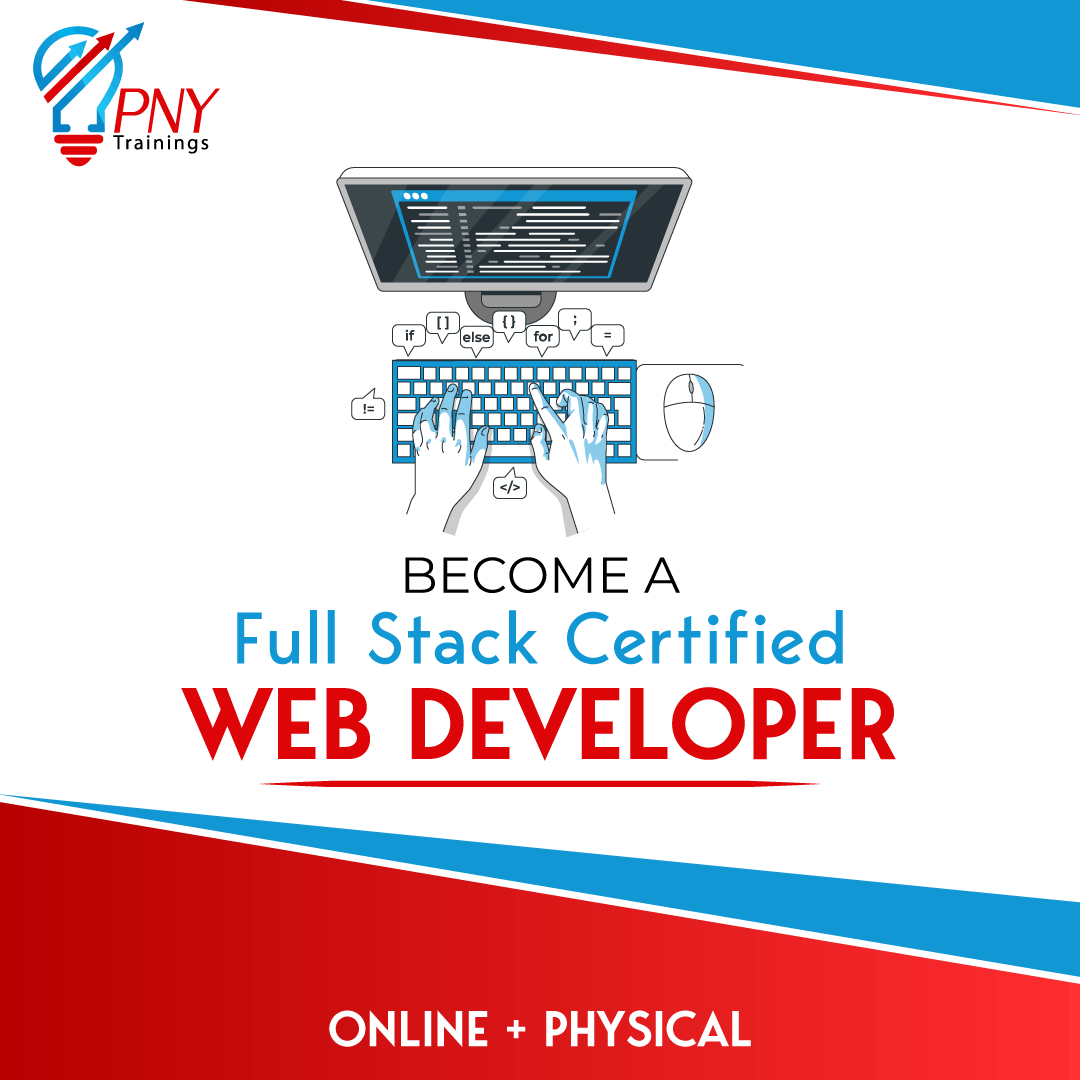 PNY
Trainings
if
[ ]
else
{ }
for
;
=
!=
</>
BECOME A
Full Stack Certified
WEB DEVELOPER
ONLINE + PHYSICAL